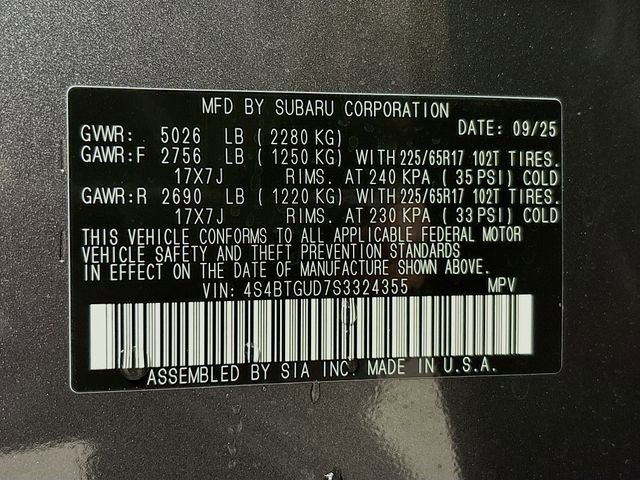 MFD BY SUBARU CORPORATION
GVWR: 5026 LB (2280 KG) DATE: 09/25
GAWR:F 2756 LB (1250 KG) WITH 225/65R17 102T TIRES.
17X7J RIMS. AT 240 KPA (35 PSI) COLD
GAWR:R 2690 LB (1220 KG) WITH 225/65R17 102T TIRES.
17X7J RIMS. AT 230 KPA (33 PSI) COLD
THIS VEHICLE CONFORMS TO ALL APPLICABLE FEDERAL MOTOR
VEHICLE SAFETY AND THEFT PREVENTION STANDARDS
IN EFFECT ON THE DATE OF MANUFACTURE SHOWN ABOVE.
VIN: 4S4BTGUD7S3324355 MPV
ASSEMBLED BY SIA INC. MADE IN U.S.A.